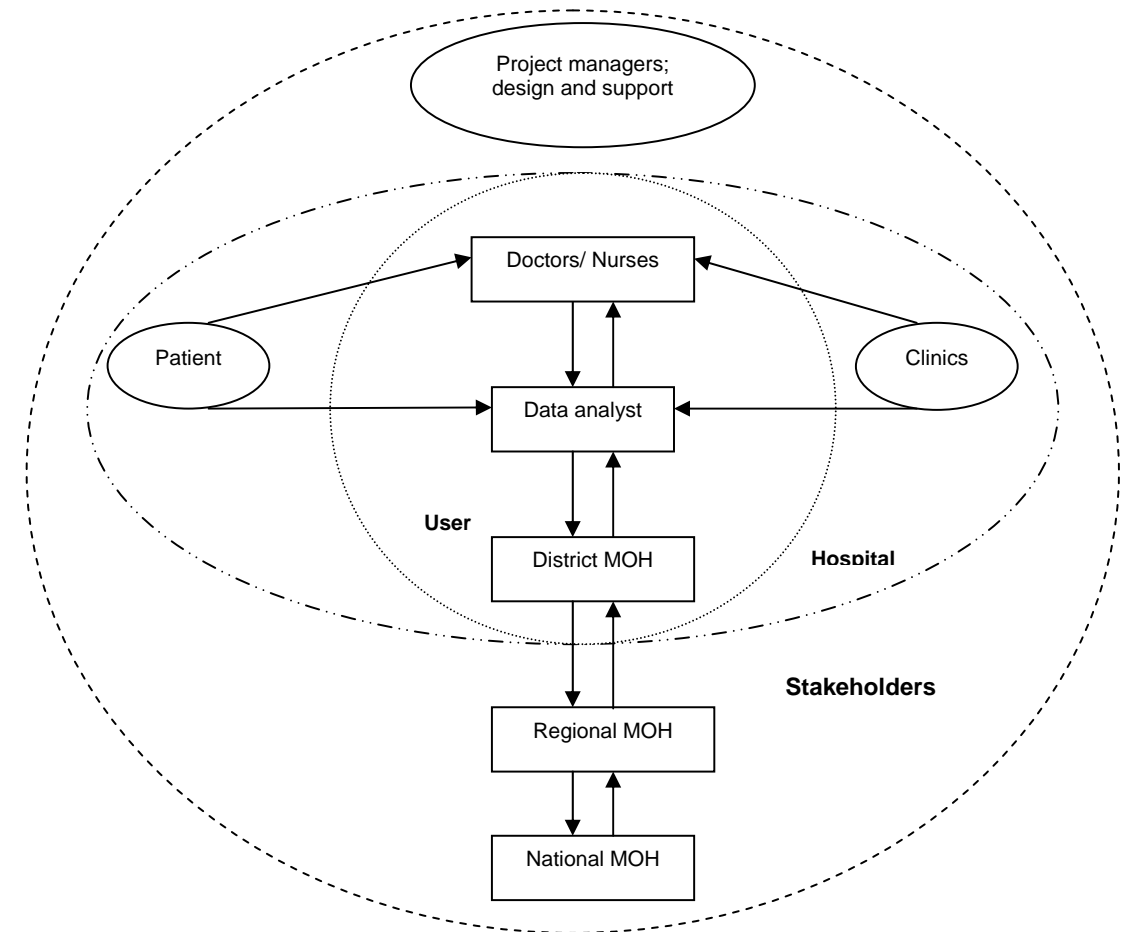 Project managers;
design and support
Doctors/ Nurses
Patient
Clinics
Data analyst
User
District MOH
Hospital
Stakeholders
Regional MOH
National MOH